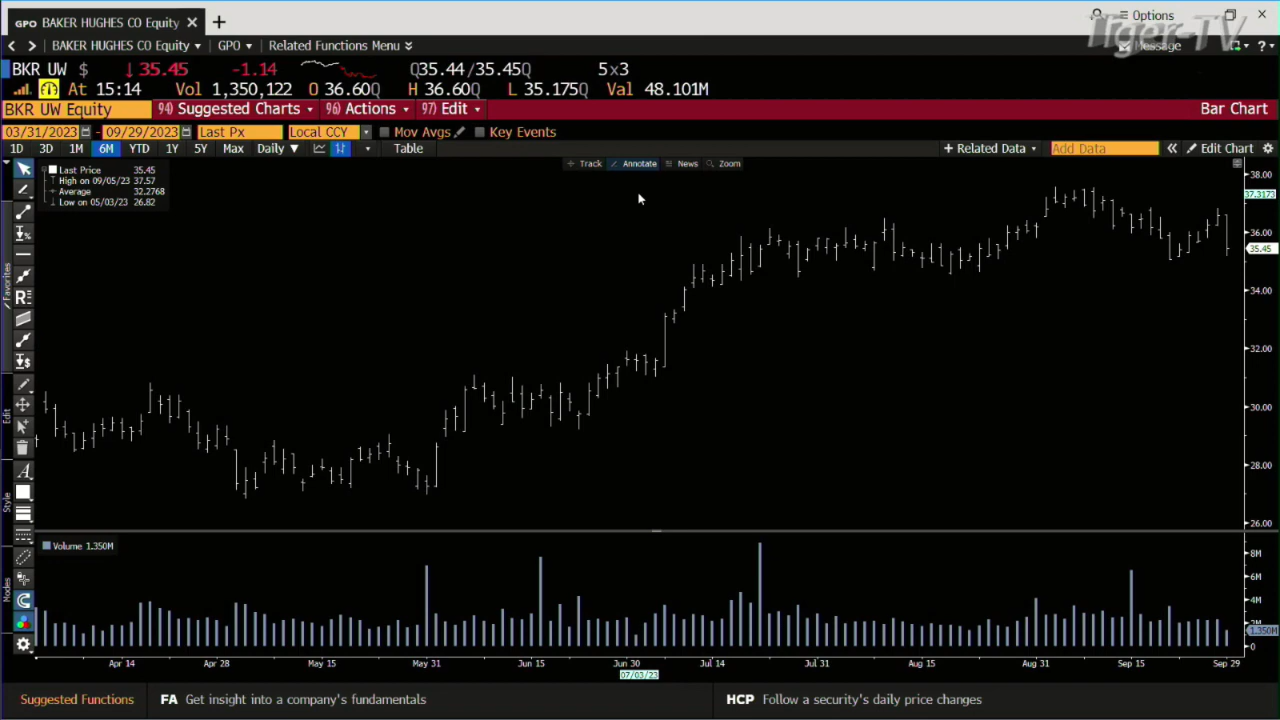 GPO BAKER HUGHES CO Equity
Options
BAKER HUGHES CO Equity GPO Related Functions Menu Message
Tiger-TV
BKR UW $ 35.45 -1.14 Q35.44/35.45Q 5x3
At 15:14 Vol 1,350,122 O 36.60Q H 36.60Q L 35.175Q Val 48.101M
BKR UW Equity 94) Suggested Charts 96) Actions 97) Edit Bar Chart
03/31/2023 - 09/29/2023 Last Px Local CCY Mov Avgs Key Events
1D 3D 1M 6M YTD 1Y 5Y Max Daily ▼ Table + Related Data Add Data « Edit Chart
Track Annotate News Zoom
Last Price 35.45
High on 09/05/23 37.57
Average 32.2768
Low on 05/03/23 26.82
38.00
37.3173
36.00
35.45
34.00
32.00
30.00
28.00
26.00
Favorites
Edit
Style
Modes
Volume 1.350M
8M
6M
4M
2M
1.350M
0
Apr 14 Apr 28 May 15 May 31 Jun 15 Jun 30 Jul 14 Jul 31 Aug 15 Aug 31 Sep 15 Sep 29
07/03/23
Suggested Functions FA Get insight into a company's fundamentals HCP Follow a security's daily price changes